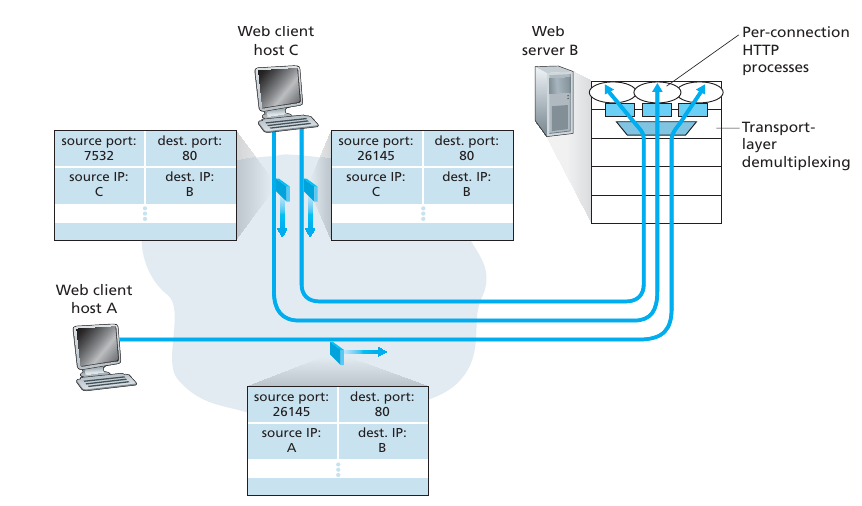 Web client
host C
Web
server B
Per-connection
HTTP
processes
Transport-
layer
demultiplexing
source port:
7532
dest. port:
80
source IP:
C
dest. IP:
B
source port:
26145
dest. port:
80
source IP:
C
dest. IP:
B
Web client
host A
source port:
26145
dest. port:
80
source IP:
A
dest. IP:
B